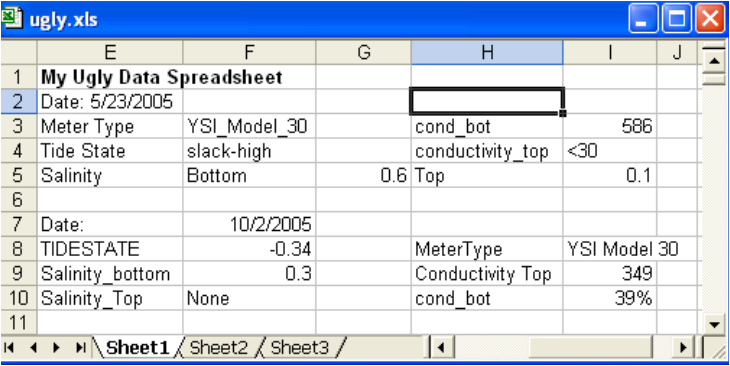 ugly.xls
E F G H I J
1 My Ugly Data Spreadsheet
2 Date: 5/23/2005
3 Meter Type YSI_Model_30 cond_bot 586
4 Tide State slack-high conductivity_top <30
5 Salinity Bottom 0.6 Top 0.1
6
7 Date: 10/2/2005
8 TIDESTATE -0.34 MeterType YSI Model 30
9 Salinity_bottom 0.3 Conductivity Top 349
10 Salinity_Top None cond_bot 39%
11
Sheet1 Sheet2 Sheet3